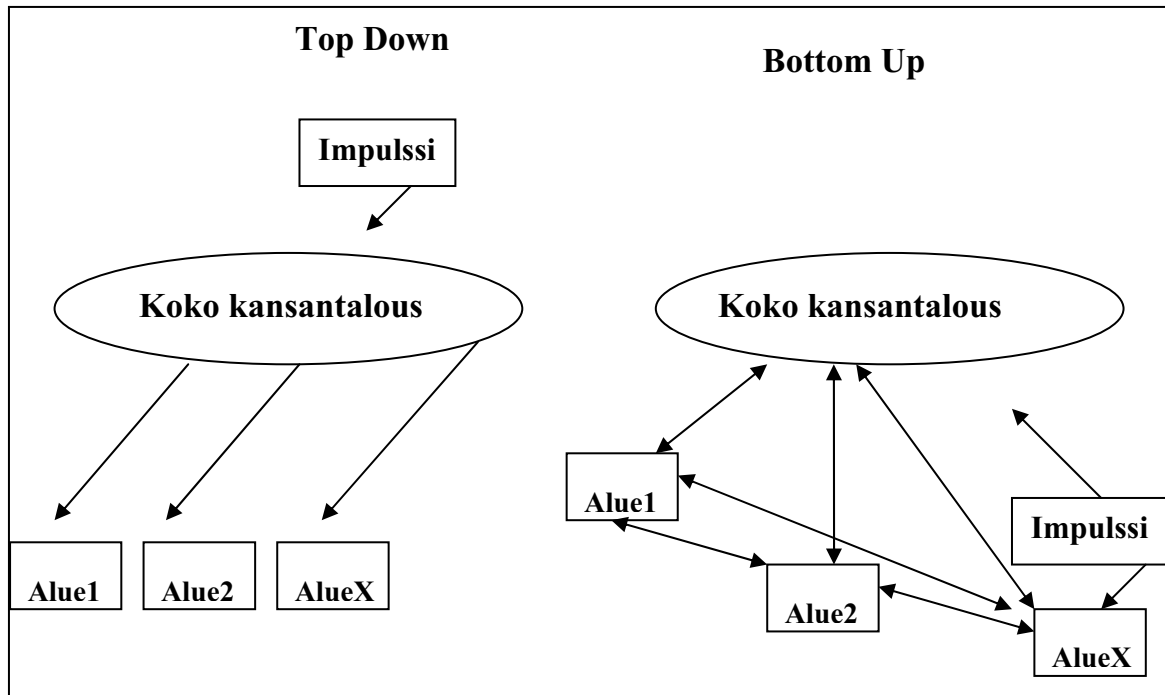 Top Down
Impulssi
Koko kansantalous
Alue1
Alue2
AlueX
Bottom Up
Koko kansantalous
Alue1
Impulssi
Alue2
AlueX